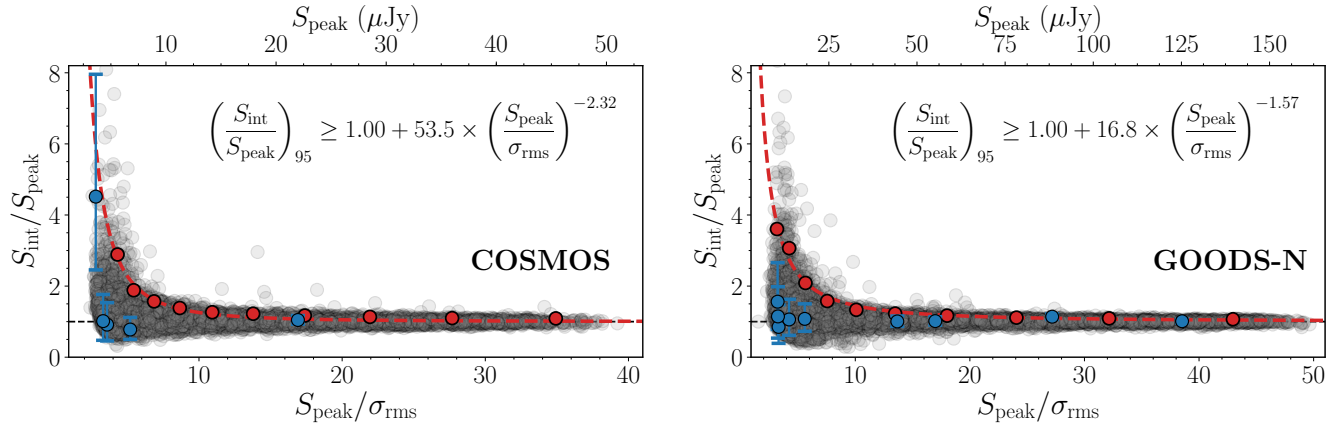 S_peak (μJy)
10 20 30 40 50
8
6
4
2
0
S_int/S_peak
(S_int/S_peak)_95 ≥ 1.00 + 53.5 × (S_peak/σ_rms)^−2.32
COSMOS
10 20 30 40
S_peak/σ_rms
S_peak (μJy)
25 50 75 100 125 150
8
6
4
2
0
S_int/S_peak
(S_int/S_peak)_95 ≥ 1.00 + 16.8 × (S_peak/σ_rms)^−1.57
GOODS-N
10 20 30 40 50
S_peak/σ_rms